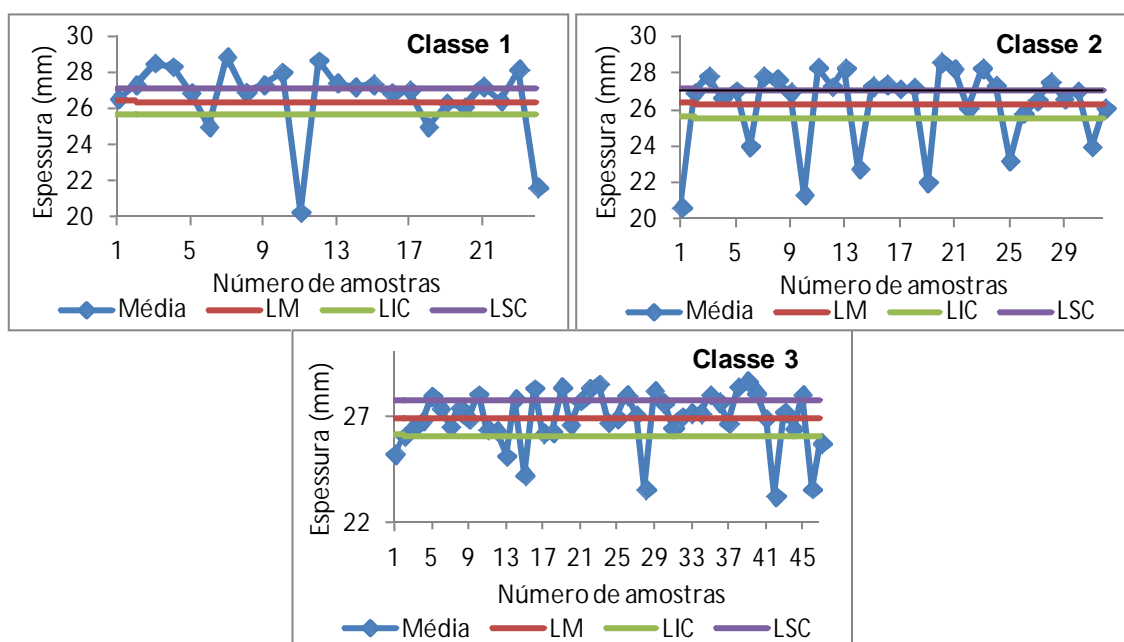 Classe 1
Espessura (mm)
30
28
26
24
22
20
1 5 9 13 17 21
Número de amostras
Média LM LIC LSC
Classe 2
Espessura (mm)
30
28
26
24
22
20
1 5 9 13 17 21 25 29
Número de amostras
Média LM LIC LSC
Classe 3
Espessura (mm)
27
22
1 5 9 13 17 21 25 29 33 37 41 45
Número de amostras
Média LM LIC LSC